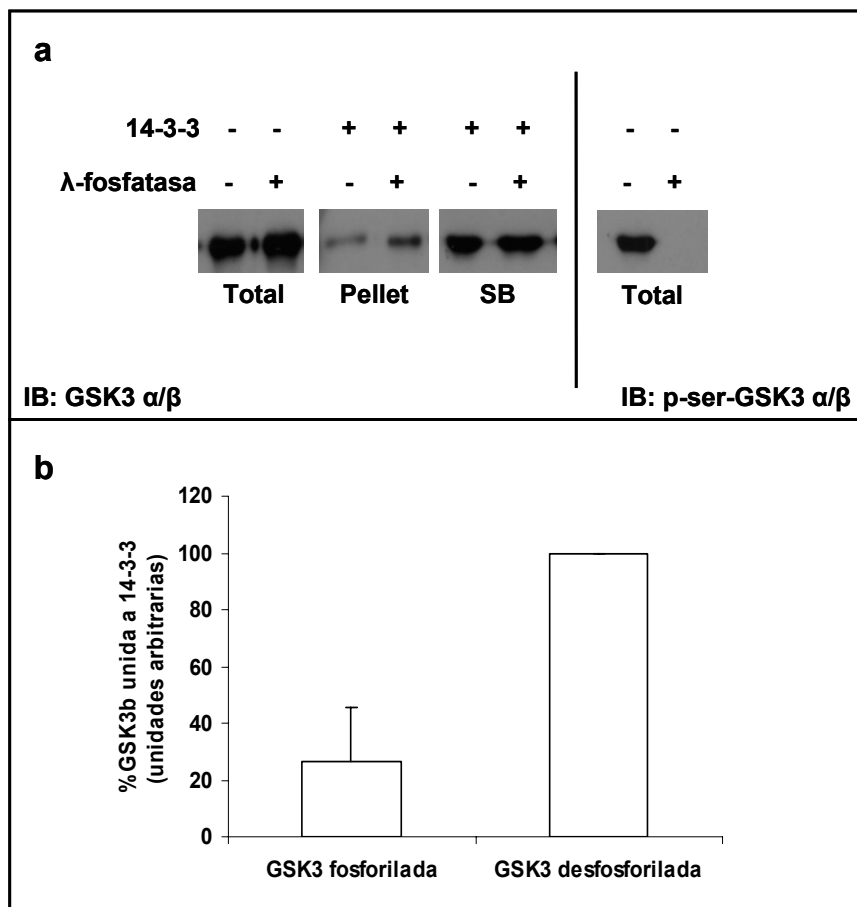 a
14-3-3 - - + + + + - -
λ-fosfatasa - + - + - + - +
Total Pellet SB Total
IB: GSK3 α/β IB: p-ser-GSK3 α/β
b
%GSK3b unida a 14-3-3
(unidades arbitrarias)
120
100
80
60
40
20
0
GSK3 fosforilada GSK3 desfosforilada